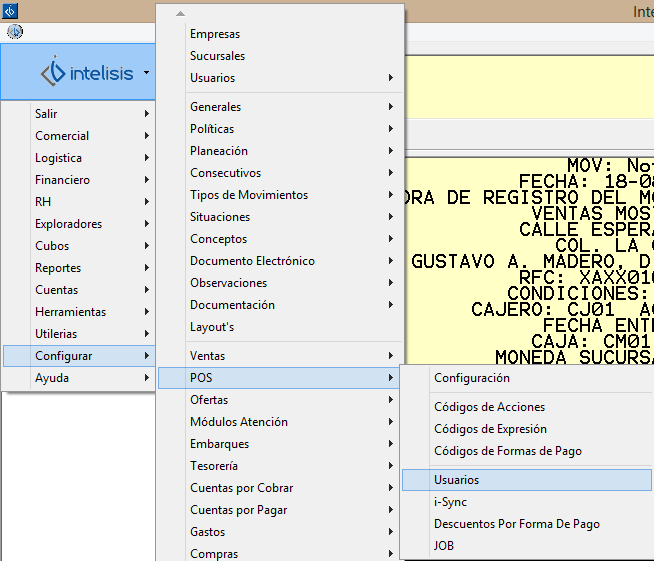 Inte
intelisis
Salir
Comercial
Logistica
Financiero
RH
Exploradores
Cubos
Reportes
Cuentas
Herramientas
Utilerias
Configurar
Ayuda
Empresas
Sucursales
Usuarios
Generales
Políticas
Planeación
Consecutivos
Tipos de Movimientos
Situaciones
Conceptos
Documento Electrónico
Observaciones
Documentación
Layout's
Ventas
POS
Ofertas
Módulos Atención
Embarques
Tesorería
Cuentas por Cobrar
Cuentas por Pagar
Gastos
Compras
Configuración
Códigos de Acciones
Códigos de Expresión
Códigos de Formas de Pago
Usuarios
i-Sync
Descuentos Por Forma De Pago
JOB
MOV: No
FECHA: 18-0
ORA DE REGISTRO DEL M
VENTAS MOS
CALLE ESPERA
COL. LA
GUSTAVO A. MADERO, D
RFC: XAXX010
CONDICIONES:
CAJERO: CJ01 A
FECHA ENT
CAJA: CM01
MONEDA SUCURSA